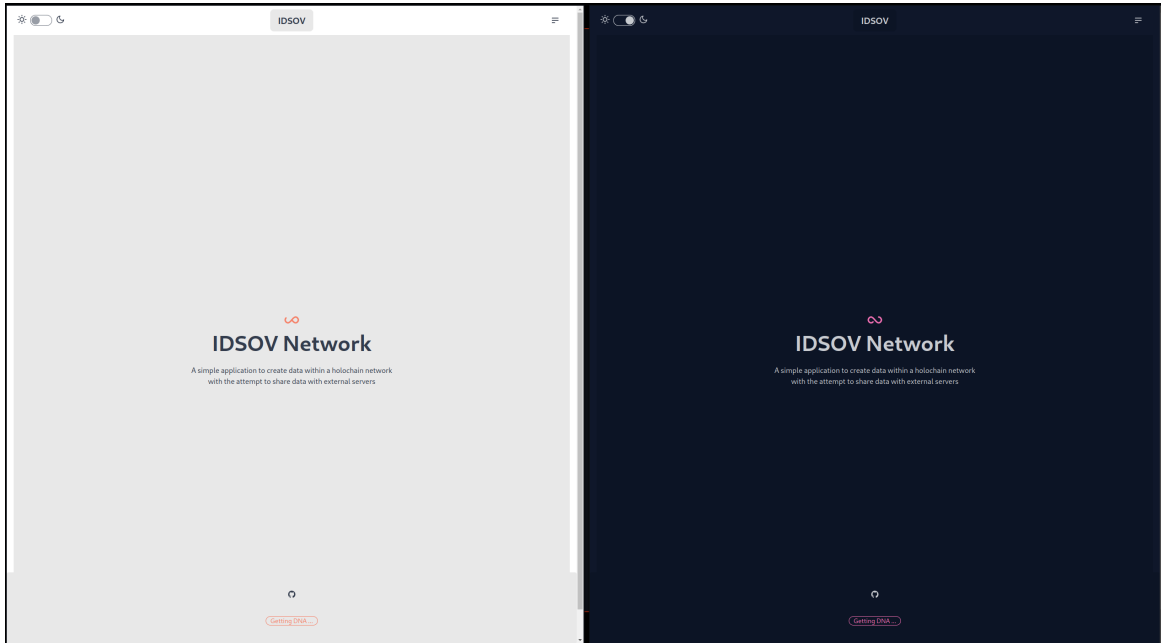 IDSOV
IDSOV Network
A simple application to create data within a holochain network
with the attempt to share data with external servers
Getting DNA ...
IDSOV
IDSOV Network
A simple application to create data within a holochain network
with the attempt to share data with external servers
Getting DNA ...